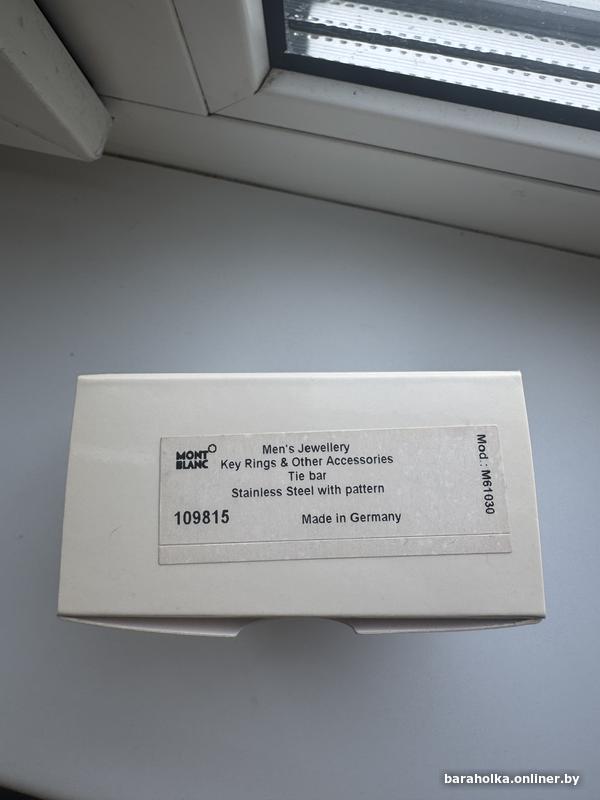 MONT
BLANC
Men's Jewellery
Key Rings & Other Accessories
Tie bar
Stainless Steel with pattern
109815
Made in Germany
Mod.: M61030
baraholka.onliner.by